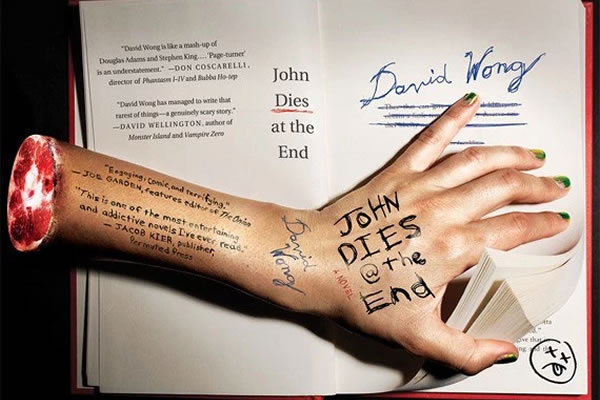 "David Wong is like a mash-up of
Douglas Adams and Stephen King.... 'Page-turner'
is an understatement." —DON COSCARELLI,
director of Phantasm I–IV and Bubba Ho-tep
"David Wong has managed to write that
rarest of things—a genuinely scary story."
—DAVID WELLINGTON, author of
Monster Island and Vampire Zero
John
Dies
at the
End
David Wong
"Engaging, comic, and terrifying."
— JOE GARDEN, features editor of The Onion
"This is one of the most entertaining
and addictive novels I've ever read."
— JACOB KIER, publisher,
Permuted Press
David
Wong
JOHN
DIES
@ the
End
A NOVEL